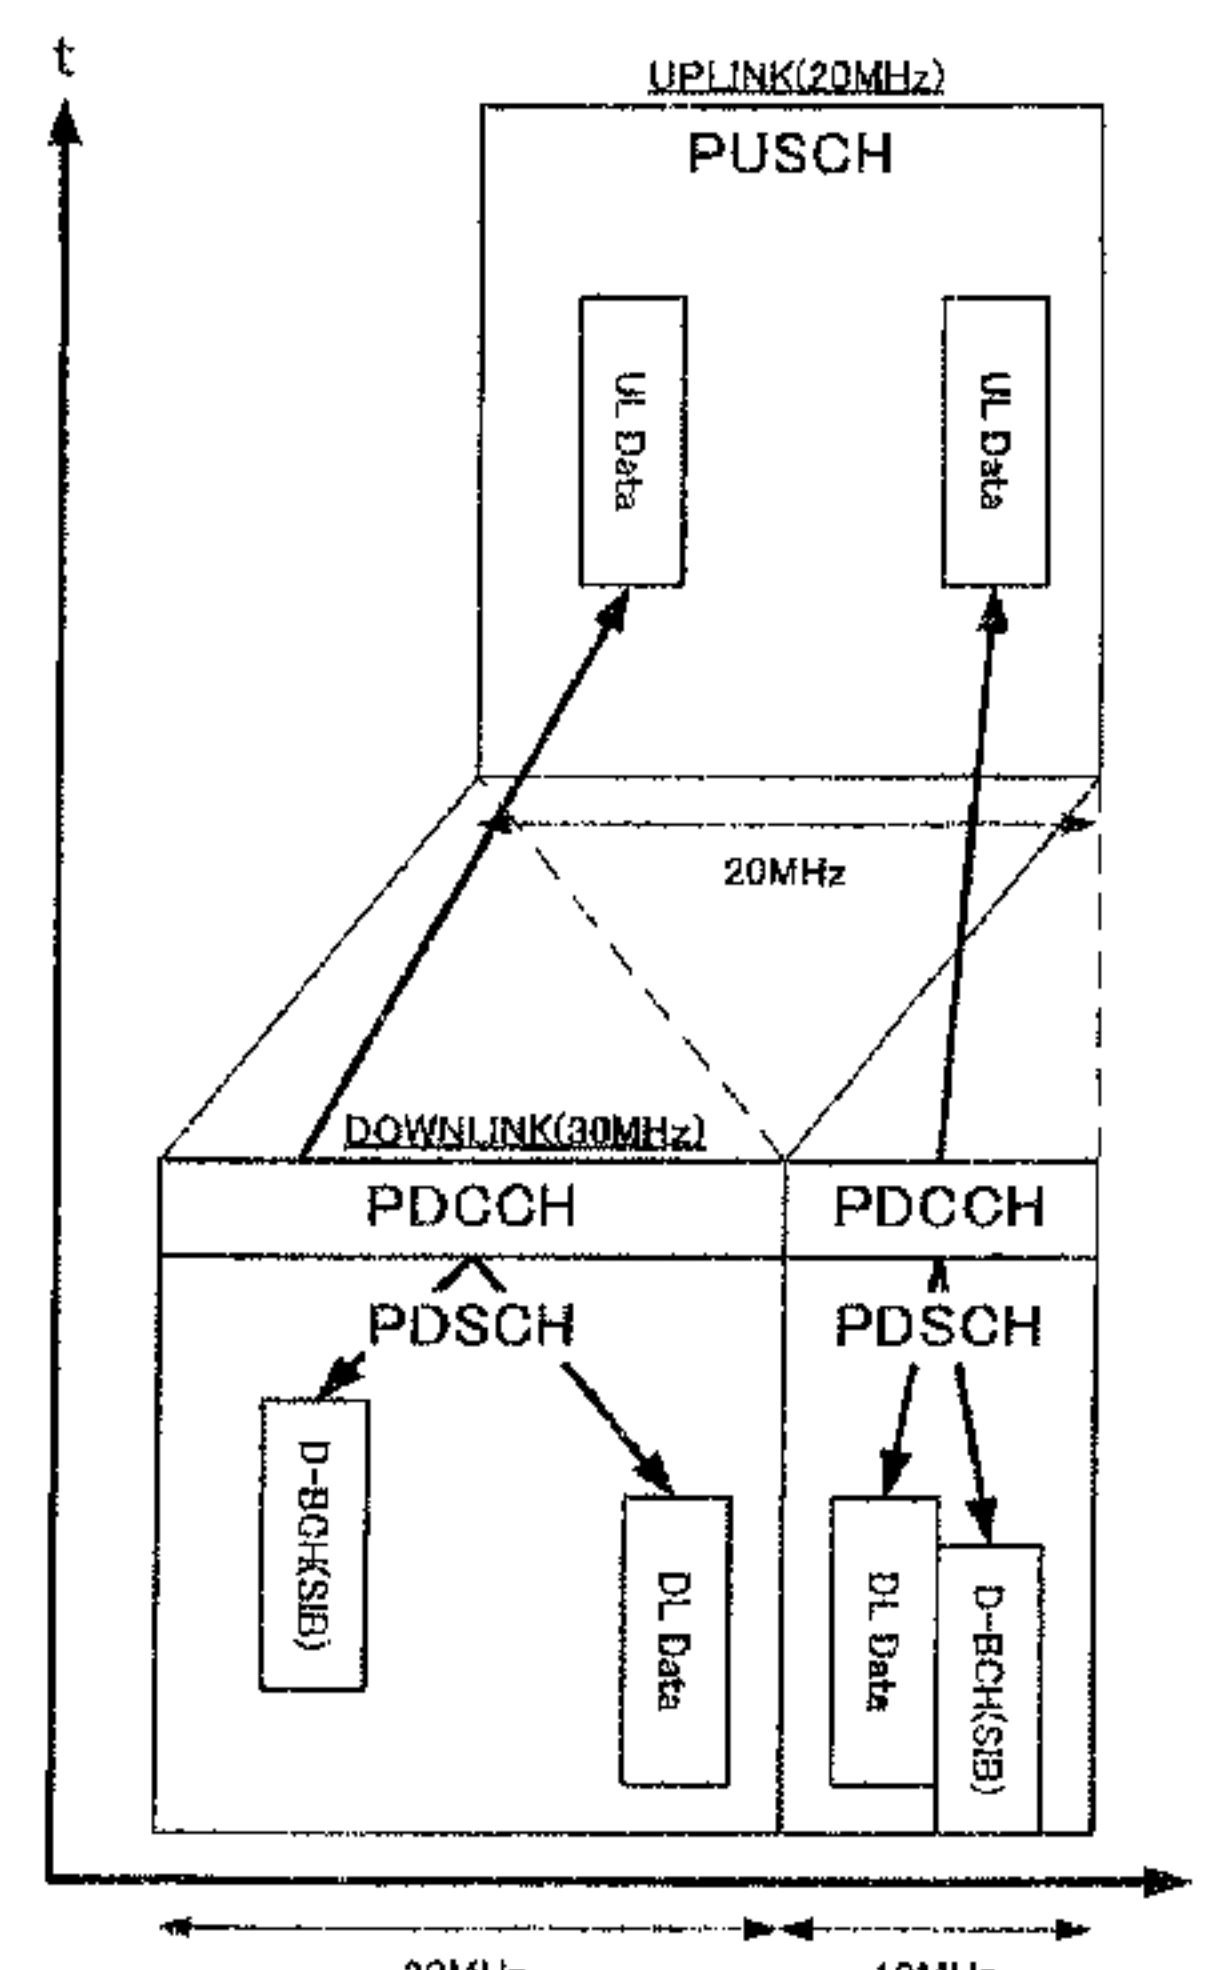 t
UPLINK(20MHz)
PUSCH
UL Data
UL Data
20MHz
DOWNLINK(30MHz)
PDCCH
PDCCH
PDSCH
PDSCH
D-BCH(SIB)
DL Data
DL Data
D-BCH(SIB)